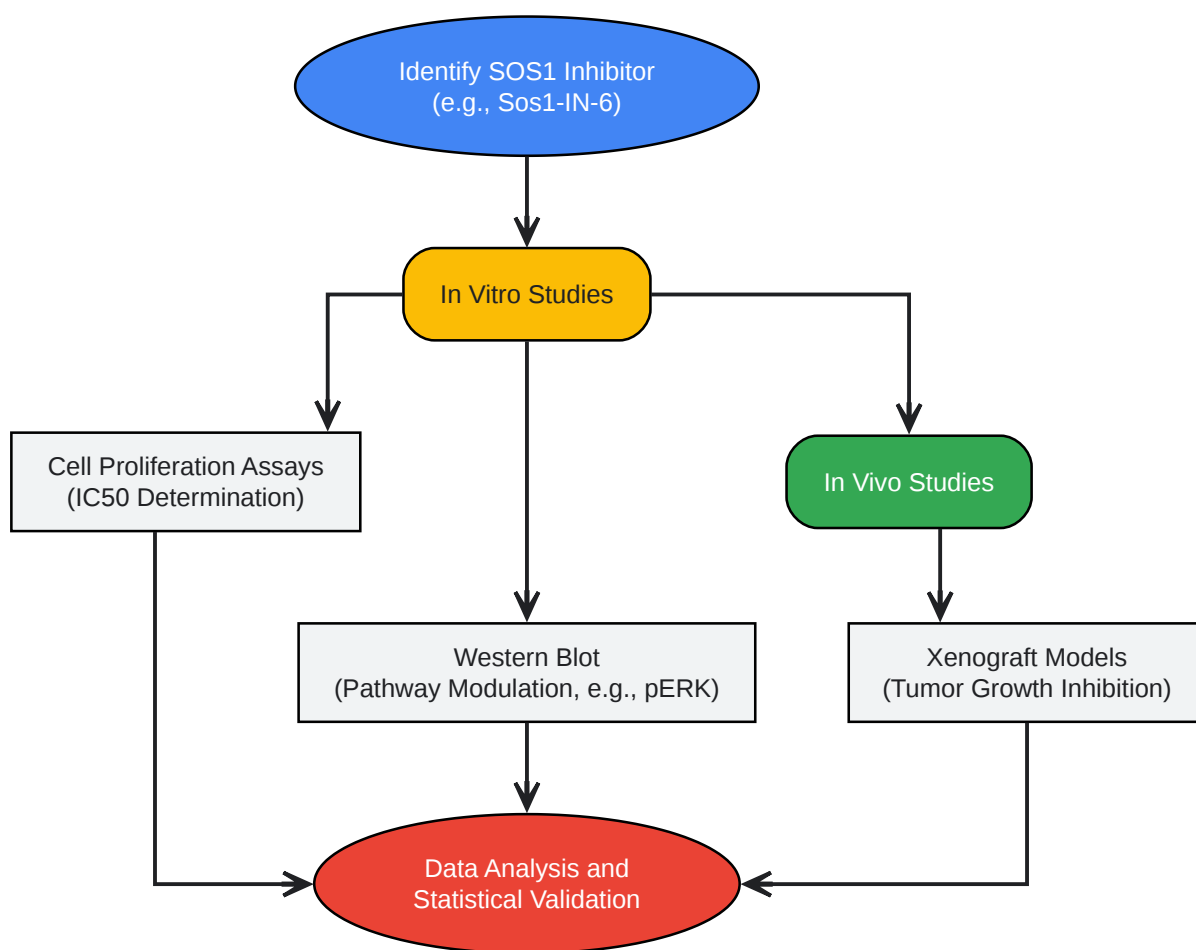 Identify SOS1 Inhibitor
(e.g., Sos1-IN-6)
In Vitro Studies
Cell Proliferation Assays
(IC50 Determination)
In Vivo Studies
Western Blot
(Pathway Modulation, e.g., pERK)
Xenograft Models
(Tumor Growth Inhibition)
Data Analysis and
Statistical Validation